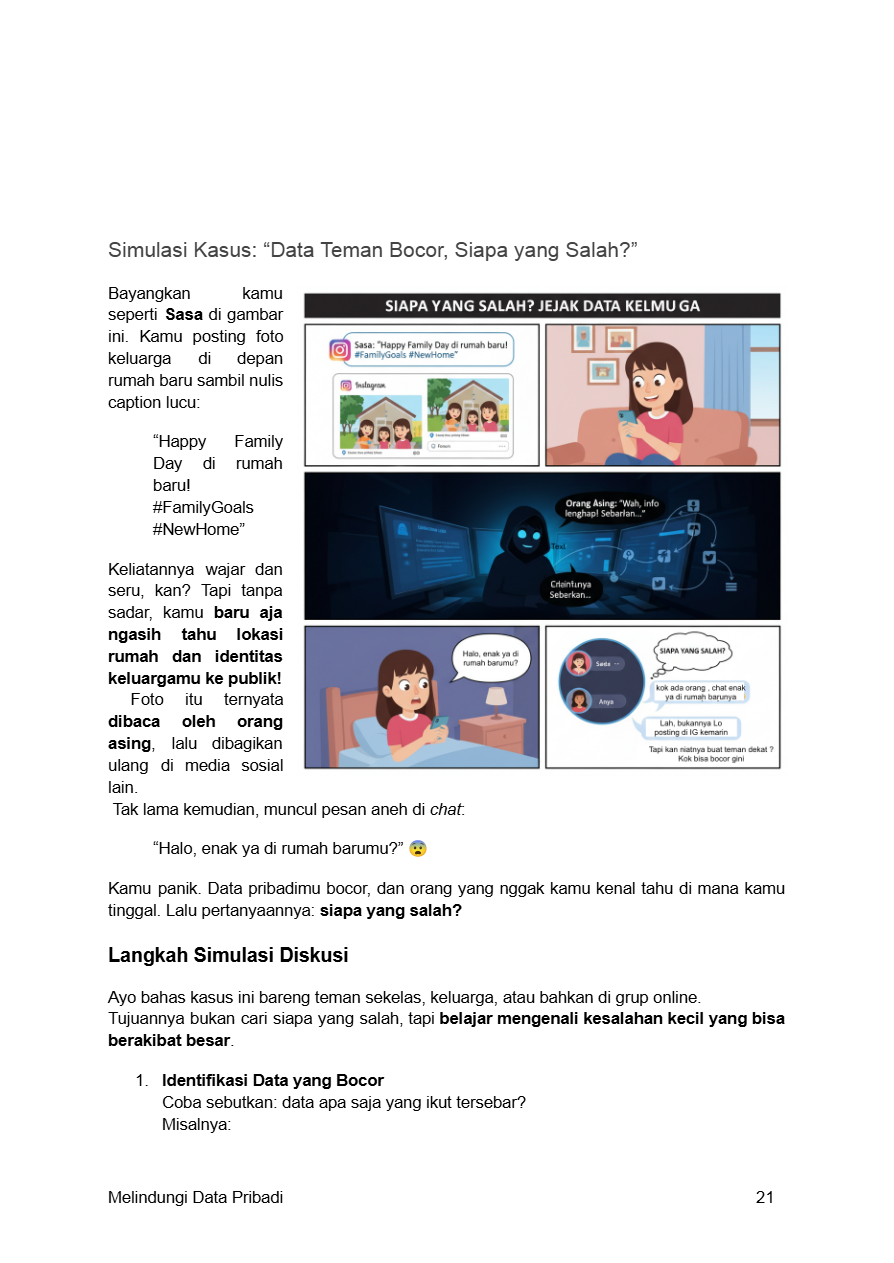 Simulasi Kasus: “Data Teman Bocor, Siapa yang Salah?”
Bayangkan kamu
seperti Sasa di gambar
ini. Kamu posting foto
keluarga di depan
rumah baru sambil nulis
caption lucu:
“Happy Family
Day di rumah
baru!
#FamilyGoals
#NewHome”
Keliatannya wajar dan
seru, kan? Tapi tanpa
sadar, kamu baru aja
ngasih tahu lokasi
rumah dan identitas
keluargamu ke publik!
Foto itu ternyata
dibaca oleh orang
asing, lalu dibagikan
ulang di media sosial
lain.
SIAPA YANG SALAH? JEJAK DATA KELMU GA
Sasa: “Happy Family Day di rumah baru!
#FamilyGoals #NewHome”
Instagram
Orang Asing: “Wah, info
lenghap! Sebarlan...”
Text
Seberkan...
Halo, enak ya di
rumah barumu?
SIAPA YANG SALAH?
Anya
kok ada orang , chat enak
ya di rumah barunya
Lah, bukannya Lo
posting di IG kemarin
Tapi kan niatnya buat teman dekat ?
Kok bisa bocor gini
Tak lama kemudian, muncul pesan aneh di chat:
“Halo, enak ya di rumah barumu?” 😨
Kamu panik. Data pribadimu bocor, dan orang yang nggak kamu kenal tahu di mana kamu
tinggal. Lalu pertanyaannya: siapa yang salah?
Langkah Simulasi Diskusi
Ayo bahas kasus ini bareng teman sekelas, keluarga, atau bahkan di grup online.
Tujuannya bukan cari siapa yang salah, tapi belajar mengenali kesalahan kecil yang bisa
berakibat besar.
1. Identifikasi Data yang Bocor
Coba sebutkan: data apa saja yang ikut tersebar?
Misalnya:
Melindungi Data Pribadi 21